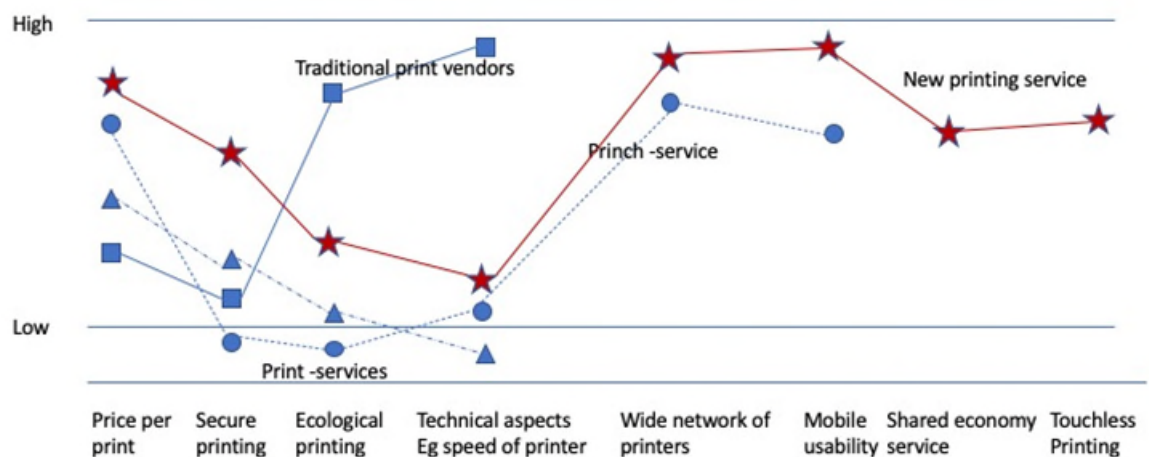 High
Traditional print vendors
New printing service
Princh -service
Low
Print -services
Price per
print
Secure
printing
Ecological
printing
Technical aspects
Eg speed of printer
Wide network of
printers
Mobile
usability
Shared economy
service
Touchless
Printing